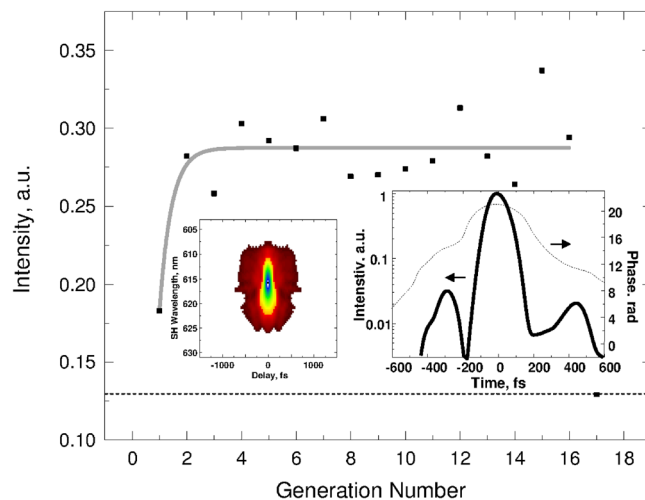 0.35
0.30
0.25
0.20
0.15
0.10
Intensity, a.u.
0 2 4 6 8 10 12 14 16 18
Generation Number
605
610
615
620
625
630
SH Wavelength, nm
-1000 0 1000
Delay, fs
1
0.1
0.01
Intenstiv. a.u.
20
16
12
8
4
0
Phase. rad
-600 -400 -200 0 200 400 600
Time, fs